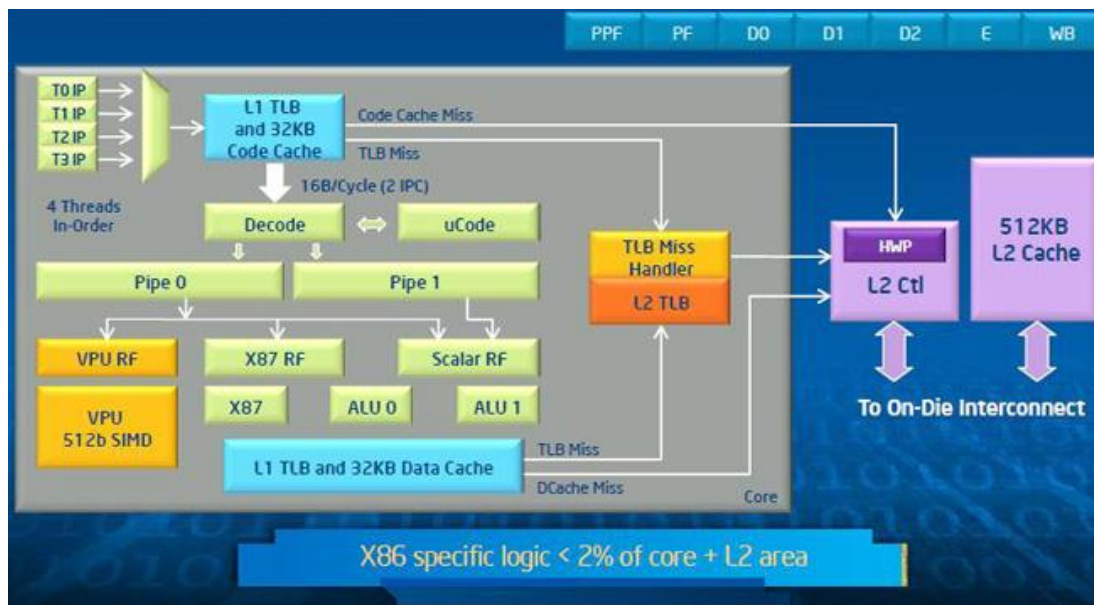 PPF PF D0 D1 D2 E WB
T0 IP
T1 IP
T2 IP
T3 IP
4 Threads
In-Order
L1 TLB
and 32KB
Code Cache
Code Cache Miss
TLB Miss
16B/Cycle (2 IPC)
Decode
uCode
Pipe 0
Pipe 1
VPU RF
X87 RF
Scalar RF
VPU
512b SIMD
X87
ALU 0
ALU 1
L1 TLB and 32KB Data Cache
TLB Miss
DCache Miss
Core
TLB Miss
Handler
L2 TLB
HWP
L2 Ctl
512KB
L2 Cache
To On-Die Interconnect
X86 specific logic < 2% of core + L2 area